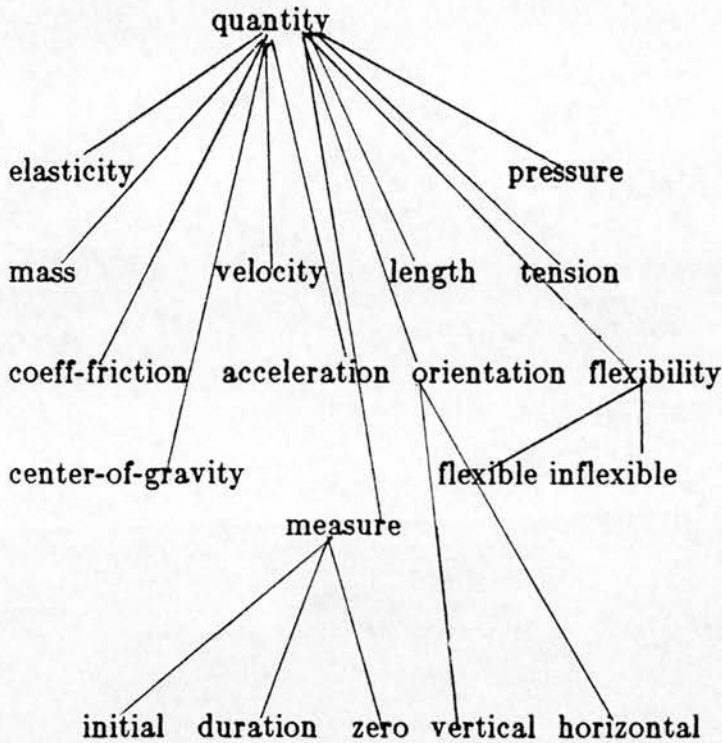 quantity
elasticity pressure
mass velocity length tension
coeff-friction acceleration orientation flexibility
center-of-gravity flexible inflexible
measure
initial duration zero vertical horizontal